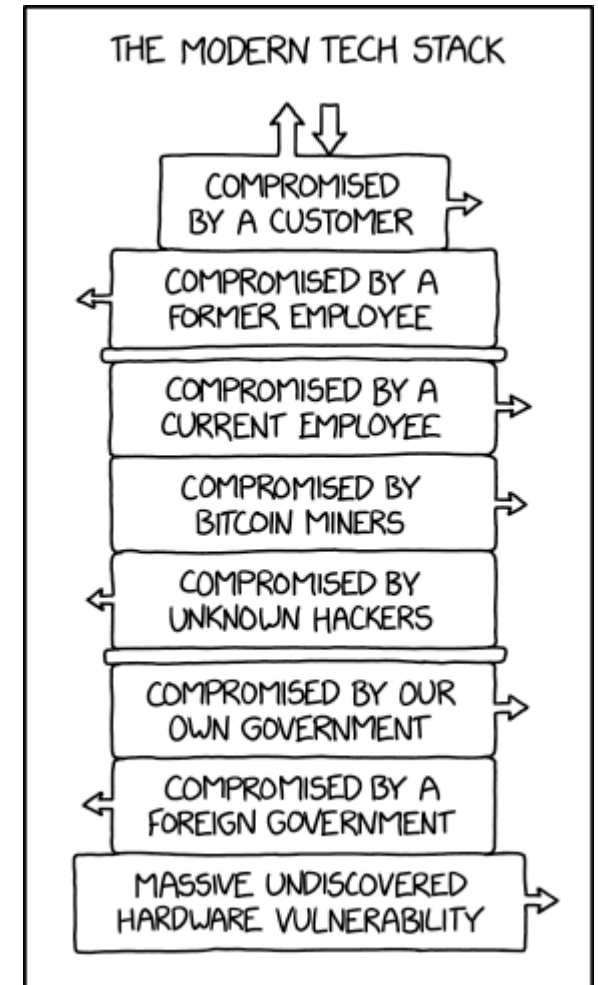 THE MODERN TECH STACK
COMPROMISED
BY A CUSTOMER
COMPROMISED BY A
FORMER EMPLOYEE
COMPROMISED BY A
CURRENT EMPLOYEE
COMPROMISED BY
BITCOIN MINERS
COMPROMISED BY
UNKNOWN HACKERS
COMPROMISED BY OUR
OWN GOVERNMENT
COMPROMISED BY A
FOREIGN GOVERNMENT
MASSIVE UNDISCOVERED
HARDWARE VULNERABILITY